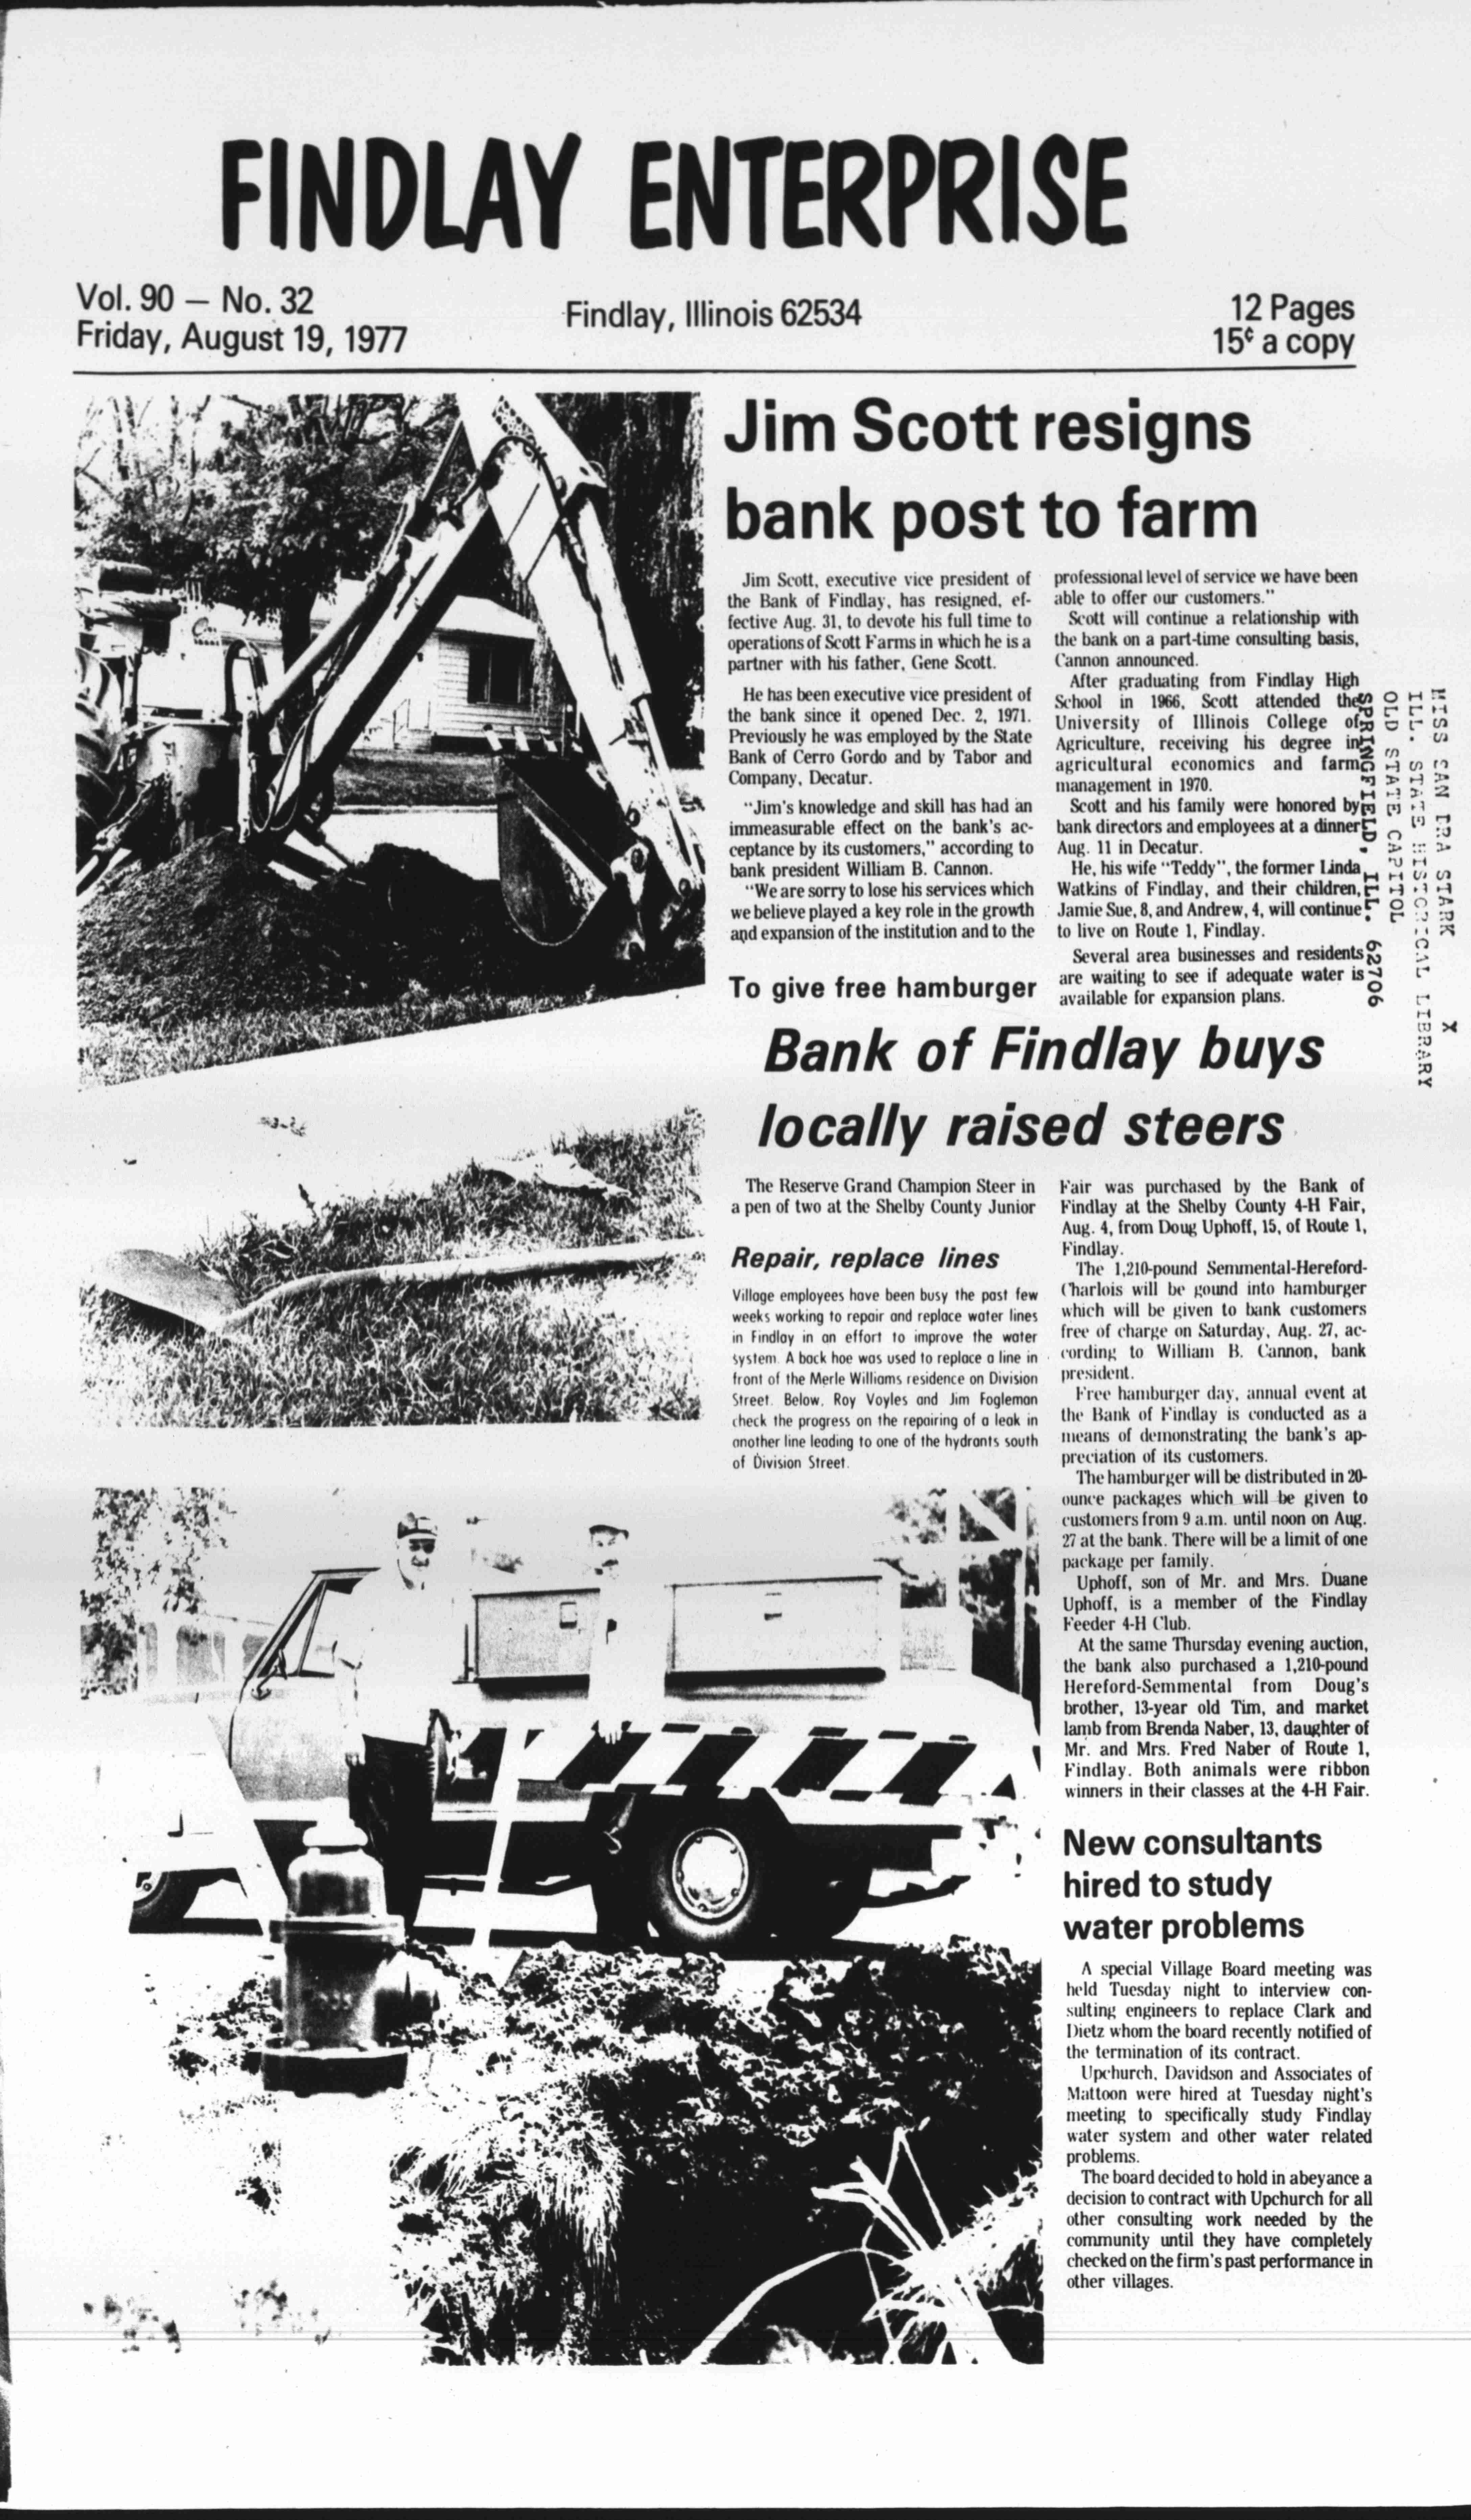 FINDLAY ENTERPRISE
Vol. 90 — No. 32
Friday, August 19, 1977
Findlay, Illinois 62534
12 Pages
15¢ a copy
Jim Scott resigns
bank post to farm
Jim Scott, executive vice president of
the Bank of Findlay, has resigned, ef-
fective Aug. 31, to devote his full time to
operations of Scott Farms in which he is a
partner with his father, Gene Scott.
He has been executive vice president of
the bank since it opened Dec. 2, 1971.
Previously he was employed by the State
Bank of Cerro Gordo and by Tabor and
Company, Decatur.
"Jim's knowledge and skill has had an
immeasurable effect on the bank's ac-
ceptance by its customers," according to
bank president William B. Cannon.
"We are sorry to lose his services which
we believe played a key role in the growth
and expansion of the institution and to the
professional level of service we have been
able to offer our customers."
Scott will continue a relationship with
the bank on a part-time consulting basis,
Cannon announced.
After graduating from Findlay High
School in 1966, Scott attended the
University of Illinois College of
Agriculture, receiving his degree in
agricultural economics and farm
management in 1970.
Scott and his family were honored by
bank directors and employees at a dinner
Aug. 11 in Decatur.
He, his wife "Teddy", the former Linda
Watkins of Findlay, and their children,
Jamie Sue, 8, and Andrew, 4, will continue
to live on Route 1, Findlay.
Several area businesses and residents
are waiting to see if adequate water is
available for expansion plans.
X
MISS SAN DRA STARK
ILL. STATE HISTORICAL LIBRARY
OLD STATE CAPITOL
SPRINGFIELD, ILL. 62706
To give free hamburger
Bank of Findlay buys
locally raised steers
The Reserve Grand Champion Steer in
a pen of two at the Shelby County Junior
Fair was purchased by the Bank of
Findlay at the Shelby County 4-H Fair,
Aug. 4, from Doug Uphoff, 15, of Route 1,
Findlay.
The 1,210-pound Semmental-Hereford-
Charlois will be gound into hamburger
which will be given to bank customers
free of charge on Saturday, Aug. 27, ac-
cording to William B. Cannon, bank
president.
Free hamburger day, annual event at
the Bank of Findlay is conducted as a
means of demonstrating the bank's ap-
preciation of its customers.
The hamburger will be distributed in 20-
ounce packages which will be given to
customers from 9 a.m. until noon on Aug.
27 at the bank. There will be a limit of one
package per family.
Uphoff, son of Mr. and Mrs. Duane
Uphoff, is a member of the Findlay
Feeder 4-H Club.
At the same Thursday evening auction,
the bank also purchased a 1,210-pound
Hereford-Semmental from Doug's
brother, 13-year old Tim, and market
lamb from Brenda Naber, 13, daughter of
Mr. and Mrs. Fred Naber of Route 1,
Findlay. Both animals were ribbon
winners in their classes at the 4-H Fair.
Repair, replace lines
Village employees have been busy the past few
weeks working to repair and replace water lines
in Findlay in an effort to improve the water
system. A back hoe was used to replace a line in
front of the Merle Williams residence on Division
Street. Below, Roy Voyles and Jim Fogleman
check the progress on the repairing of a leak in
another line leading to one of the hydrants south
of Division Street.
New consultants
hired to study
water problems
A special Village Board meeting was
held Tuesday night to interview con-
sulting engineers to replace Clark and
Dietz whom the board recently notified of
the termination of its contract.
Upchurch, Davidson and Associates of
Mattoon were hired at Tuesday night's
meeting to specifically study Findlay
water system and other water related
problems.
The board decided to hold in abeyance a
decision to contract with Upchurch for all
other consulting work needed by the
community until they have completely
checked on the firm's past performance in
other villages.